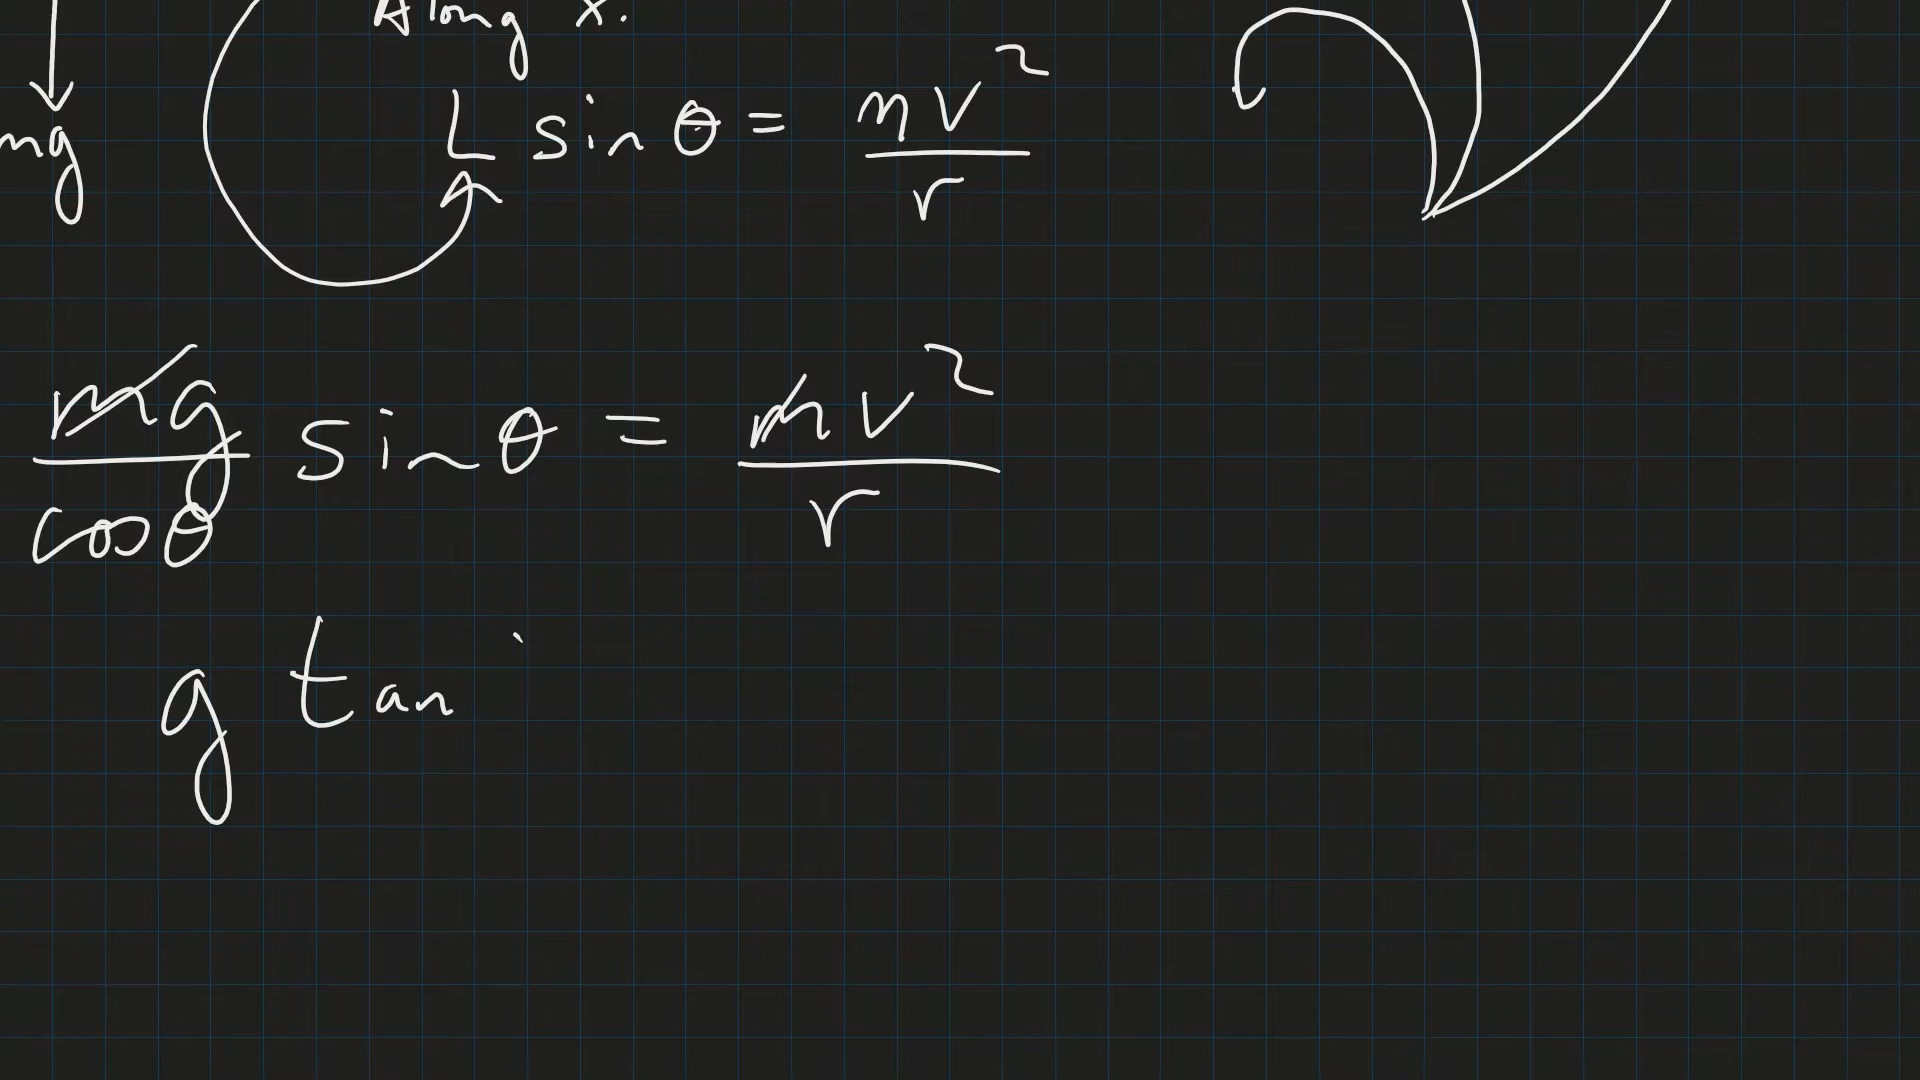 Along x:
mg
L sin θ = mv²/r
mg/cosθ sin θ = mv²/r
g tan